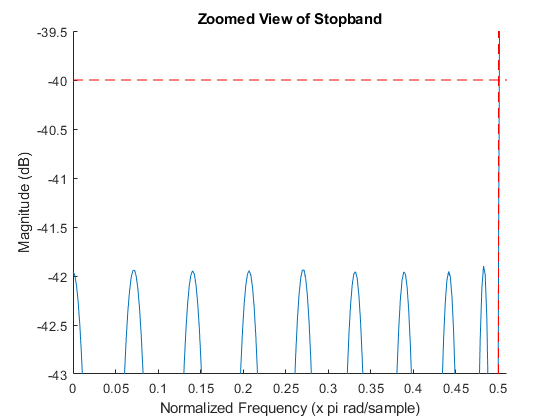 Zoomed View of Stopband
Magnitude (dB)
-39.5
-40
-40.5
-41
-41.5
-42
-42.5
-43
0 0.05 0.1 0.15 0.2 0.25 0.3 0.35 0.4 0.45 0.5
Normalized Frequency (x pi rad/sample)